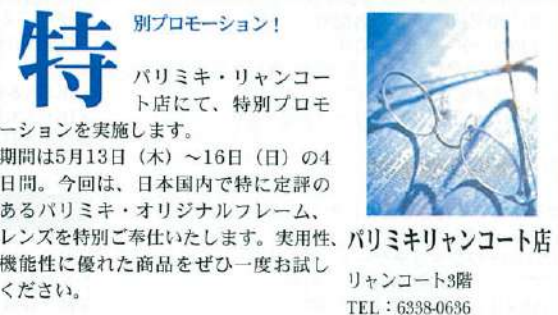 特別プロモーション！
パリミキ・リャンコー
ト店にて、特別プロモ
ーションを実施します。
期間は5月13日（木）～16日（日）の4
日間。今回は、日本国内で特に定評の
あるパリミキ・オリジナルフレーム、
レンズを特別ご奉仕いたします。実用性、
機能性に優れた商品をぜひ一度お試し
ください。
パリミキリャンコート店
リャンコート3階
TEL：6338-0636